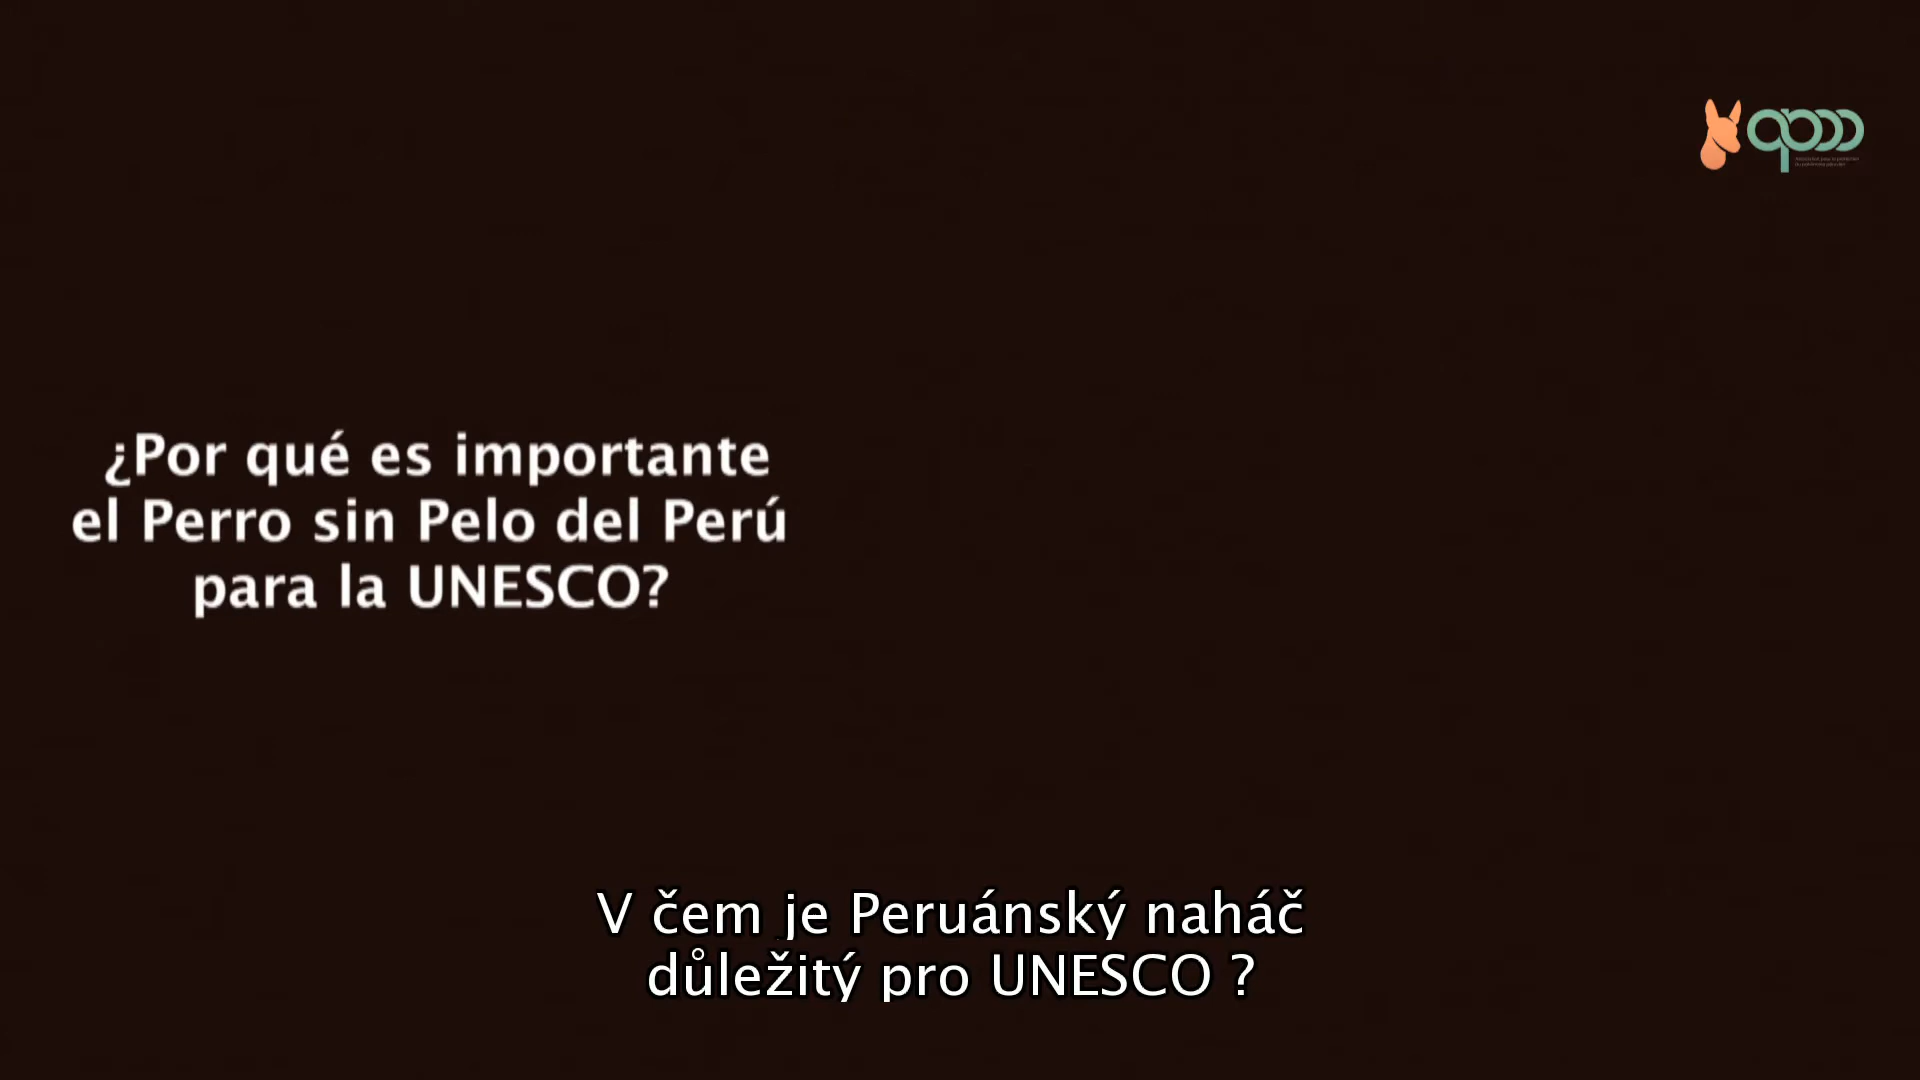 ¿Por qué es importante
el Perro sin Pelo del Perú
para la UNESCO?
V čem je Peruánský naháč
důležitý pro UNESCO ?